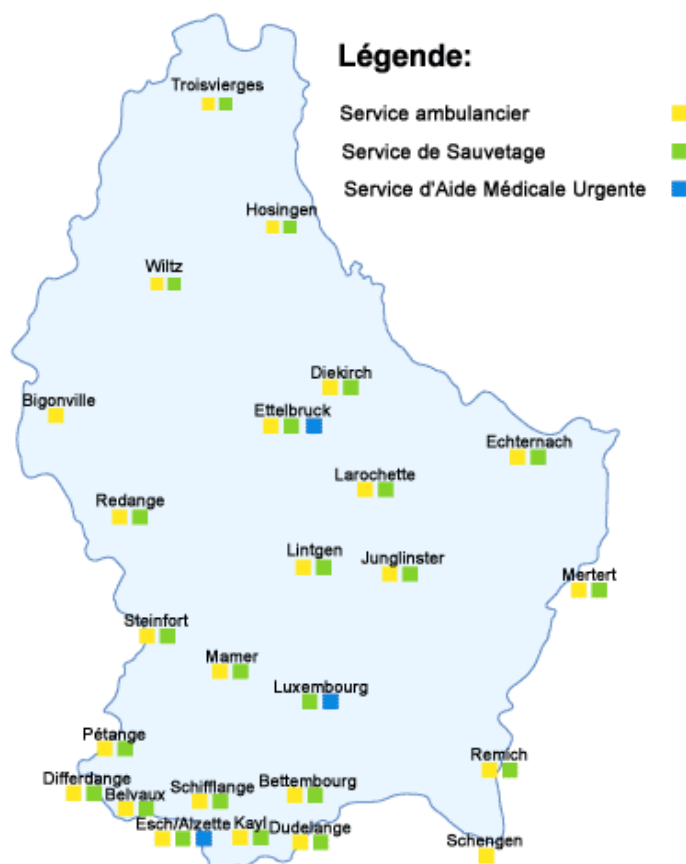 Légende:
Service ambulancier
Service de Sauvetage
Service d'Aide Médicale Urgente
Troisvierges
Hosingen
Wiltz
Diekirch
Bigonville
Ettelbruck
Echternach
Larochette
Redange
Lintgen
Junglinster
Mertert
Steinfort
Mamer
Luxembourg
Pétange
Remich
Differdange
Belvaux
Schifflange
Bettembourg
Esch/Alzette
Kayl
Dudelange
Schengen